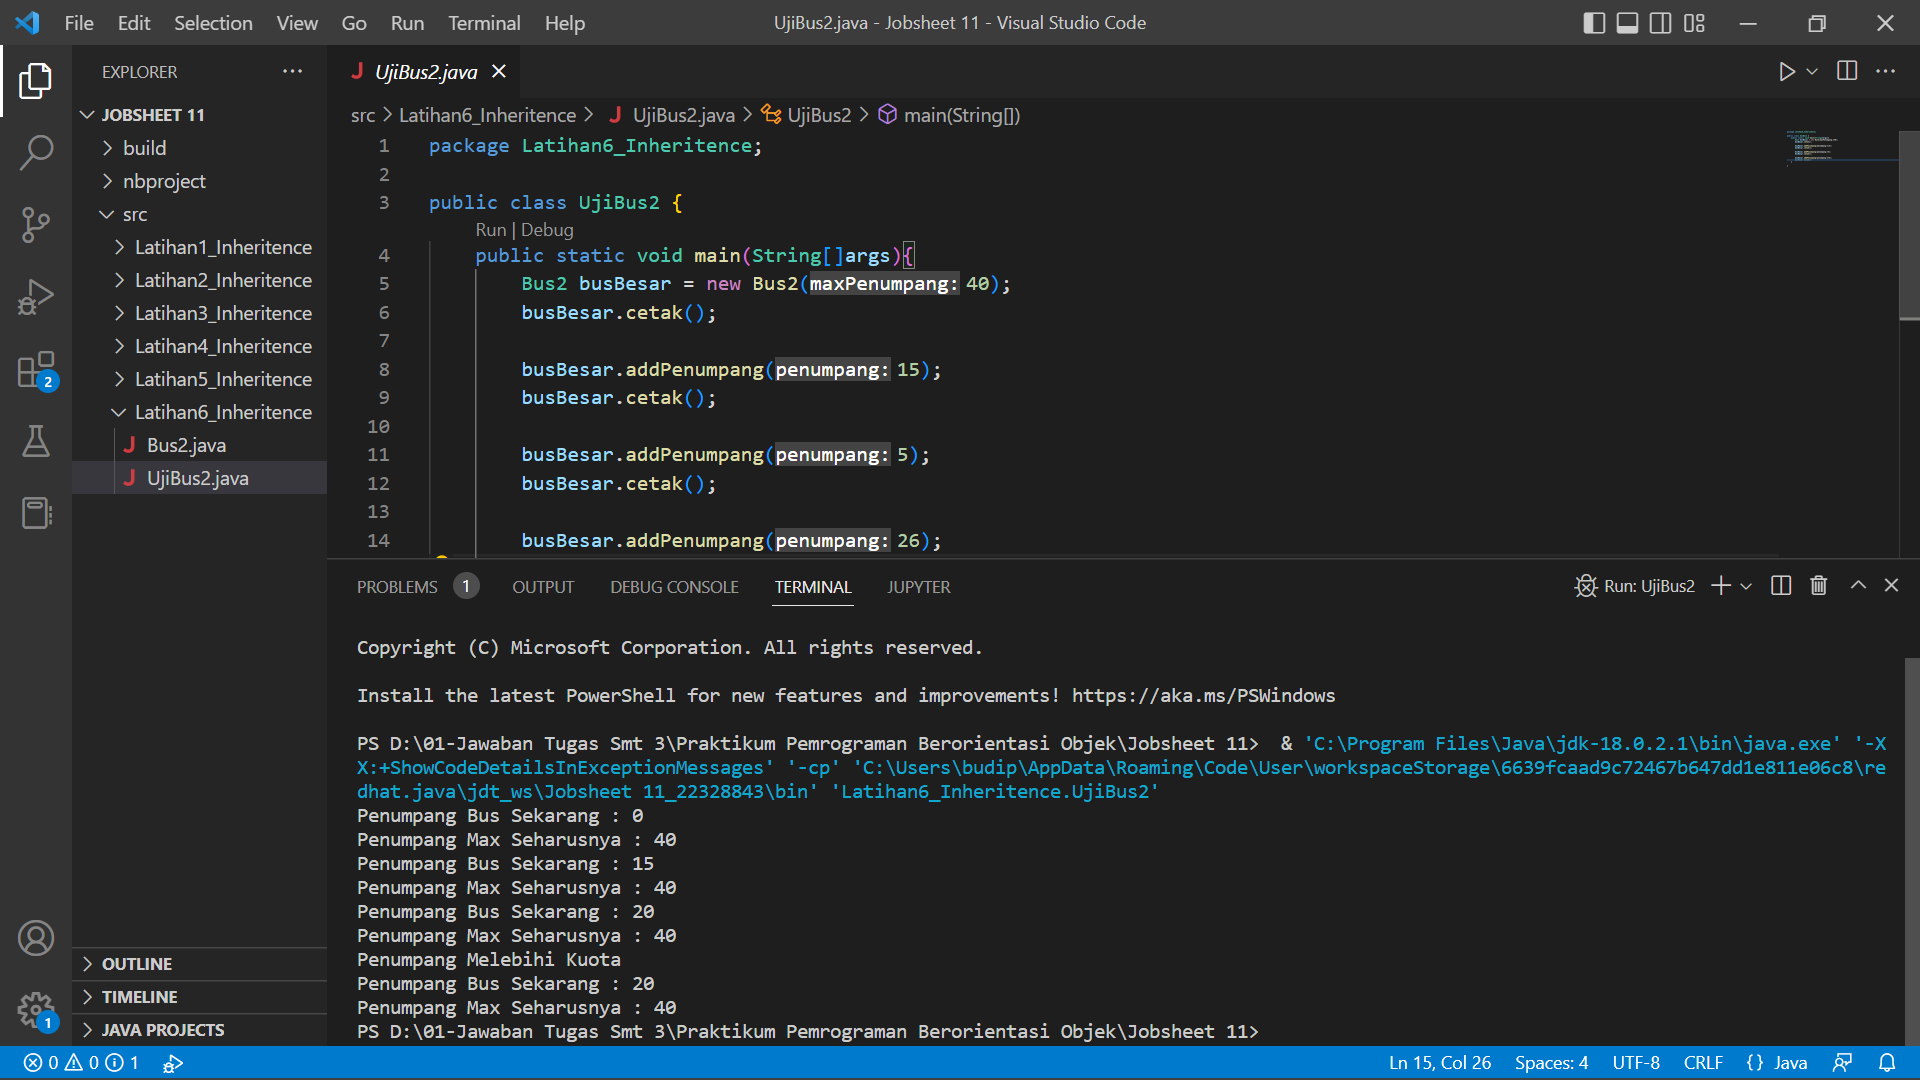 File Edit Selection View Go Run Terminal Help
UjiBus2.java - Jobsheet 11 - Visual Studio Code
EXPLORER
JOBSHEET 11
build
nbproject
src
Latihan1_Inheritence
Latihan2_Inheritence
Latihan3_Inheritence
Latihan4_Inheritence
Latihan5_Inheritence
Latihan6_Inheritence
J Bus2.java
J UjiBus2.java
2
OUTLINE
TIMELINE
JAVA PROJECTS
1
J UjiBus2.java
src > Latihan6_Inheritence > J UjiBus2.java > UjiBus2 > main(String[])
1 package Latihan6_Inheritence;
2
3 public class UjiBus2 {
Run | Debug
4 public static void main(String[]args){
5 Bus2 busBesar = new Bus2(maxPenumpang: 40);
6 busBesar.cetak();
7
8 busBesar.addPenumpang(penumpang: 15);
9 busBesar.cetak();
10
11 busBesar.addPenumpang(penumpang: 5);
12 busBesar.cetak();
13
14 busBesar.addPenumpang(penumpang: 26);
PROBLEMS 1 OUTPUT DEBUG CONSOLE TERMINAL JUPYTER
Run: UjiBus2
Copyright (C) Microsoft Corporation. All rights reserved.
Install the latest PowerShell for new features and improvements! https://aka.ms/PSWindows
PS D:\01-Jawaban Tugas Smt 3\Praktikum Pemrograman Berorientasi Objek\Jobsheet 11>  & 'C:\Program Files\Java\jdk-18.0.2.1\bin\java.exe' '-X
X:+ShowCodeDetailsInExceptionMessages' '-cp' 'C:\Users\budip\AppData\Roaming\Code\User\workspaceStorage\6639fcaad9c72467b647dd1e811e06c8\re
dhat.java\jdt_ws\Jobsheet 11_22328843\bin' 'Latihan6_Inheritence.UjiBus2'
Penumpang Bus Sekarang : 0
Penumpang Max Seharusnya : 40
Penumpang Bus Sekarang : 15
Penumpang Max Seharusnya : 40
Penumpang Bus Sekarang : 20
Penumpang Max Seharusnya : 40
Penumpang Melebihi Kuota
Penumpang Bus Sekarang : 20
Penumpang Max Seharusnya : 40
PS D:\01-Jawaban Tugas Smt 3\Praktikum Pemrograman Berorientasi Objek\Jobsheet 11>
0 0 1
Ln 15, Col 26 Spaces: 4 UTF-8 CRLF {} Java